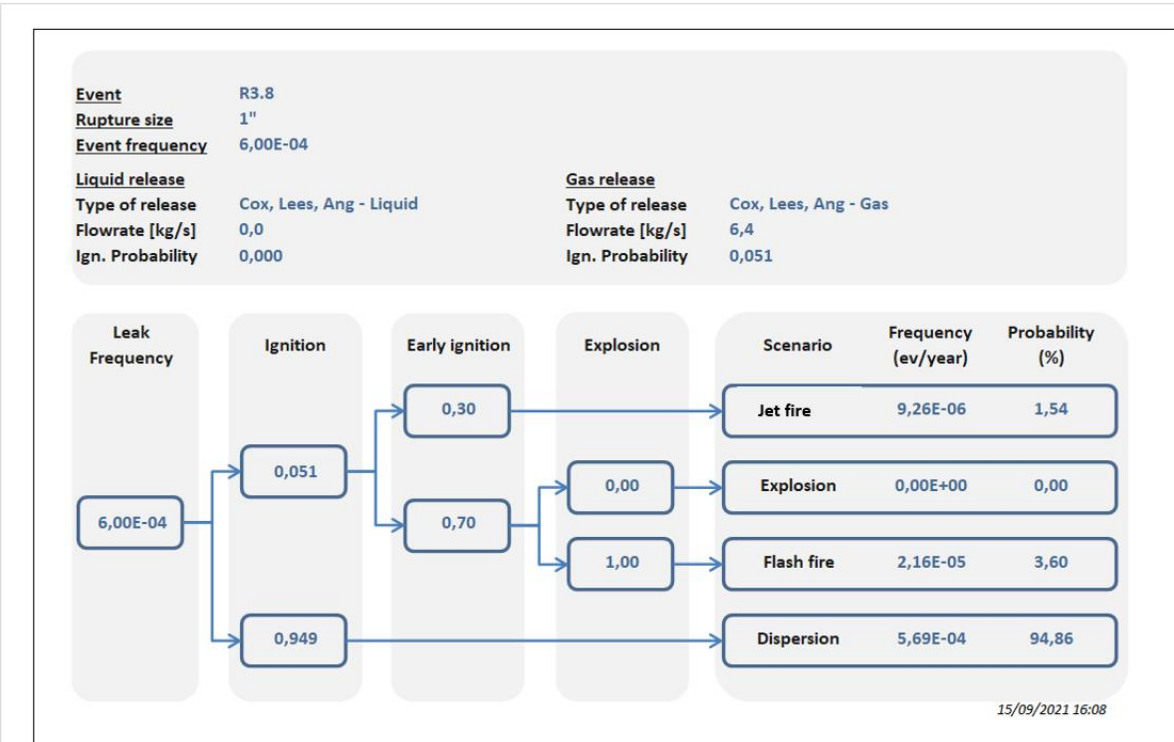 Event R3.8
Rupture size 1"
Event frequency 6,00E-04
Liquid release Gas release
Type of release Cox, Lees, Ang - Liquid Type of release Cox, Lees, Ang - Gas
Flowrate [kg/s] 0,0 Flowrate [kg/s] 6,4
Ign. Probability 0,000 Ign. Probability 0,051
Leak Frequency Ignition Early ignition Explosion Scenario Frequency (ev/year) Probability (%)
0,30 Jet fire 9,26E-06 1,54
0,051
0,00 Explosion 0,00E+00 0,00
6,00E-04 0,70
1,00 Flash fire 2,16E-05 3,60
0,949 Dispersion 5,69E-04 94,86
15/09/2021 16:08